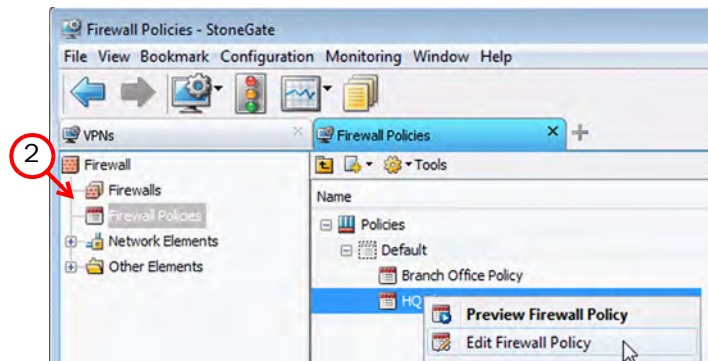 Firewall Policies - StoneGate
File View Bookmark Configuration Monitoring Window Help
VPNs Firewall Policies
2
Firewall Tools
Firewalls
Name
Firewall Policies
Policies
Network Elements
Default
Other Elements
Branch Office Policy
HQ
Preview Firewall Policy
Edit Firewall Policy